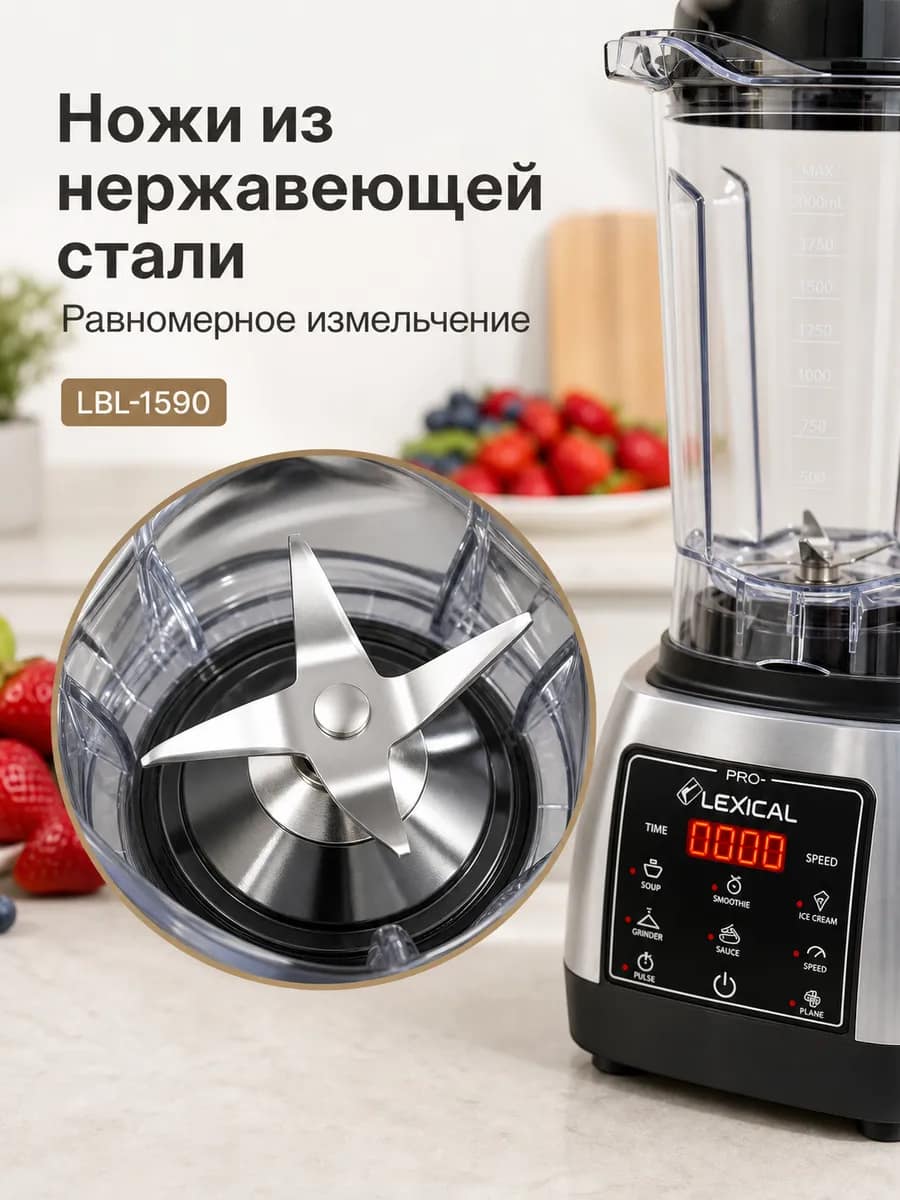 Ножи из
нержавеющей
стали
Равномерное измельчение
LBL-1590
MAX
2000ml
1750
1500
1250
1000
750
500
PRO-
LEXICAL
TIME
0000
SPEED
SOUP
SMOOTHIE
ICE CREAM
GRINDER
SAUCE
SPEED
PULSE
PLANE